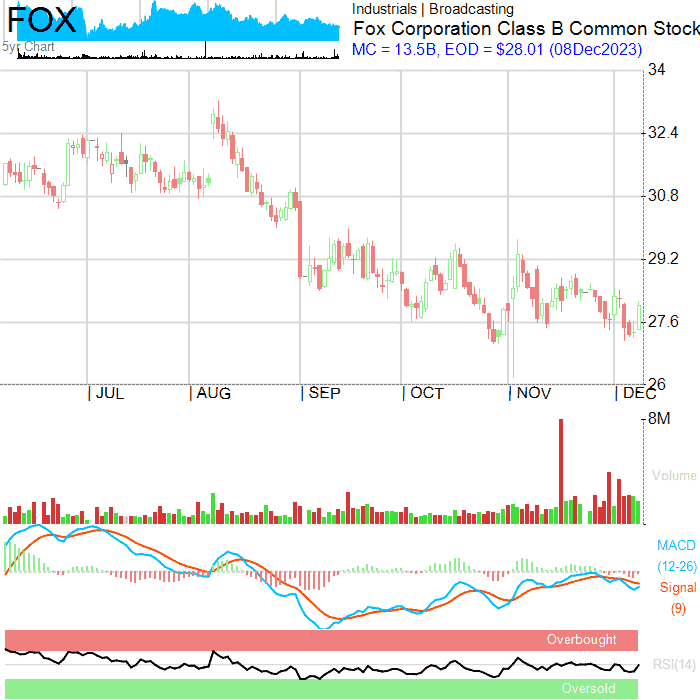 FOX
5yr Chart
Industrials | Broadcasting
Fox Corporation Class B Common Stock
MC = 13.5B, EOD = $28.01 (08Dec2023)
34
32.4
30.8
29.2
27.6
26
| JUL | AUG | SEP | OCT | NOV | DEC
8M
Volume
MACD
(12-26)
Signal
(9)
Overbought
RSI(14)
Oversold